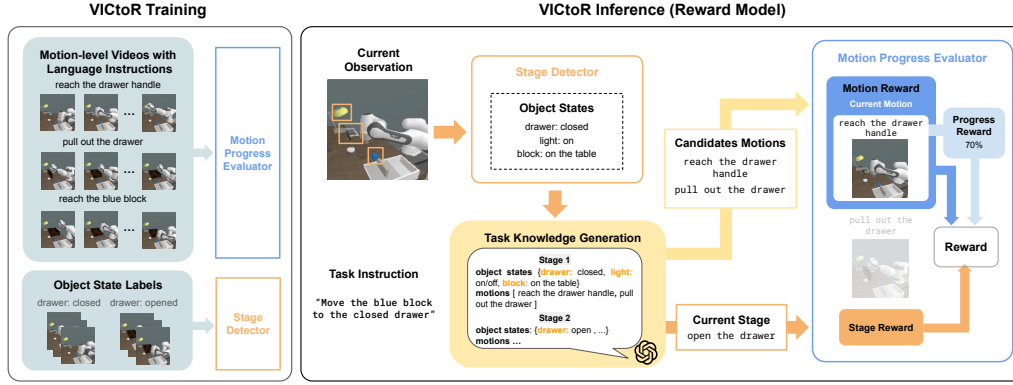 VICtoR Training
Motion-level Videos with
Language Instructions
reach the drawer handle
...
pull out the drawer
...
reach the blue block
...
Motion
Progress
Evaluator
Object State Labels
drawer: closed drawer: opened
Stage
Detector
VICtoR Inference (Reward Model)
Current
Observation
Stage Detector
Object States
drawer: closed
light: on
block: on the table
Task Instruction
"Move the blue block
to the closed drawer"
Task Knowledge Generation
Stage 1
object states {drawer: closed, light:
on/off, block: on the table}
motions [ reach the drawer handle, pull
out the drawer ]
Stage 2
object states: {drawer: open , ...}
motions ...
Candidates Motions
reach the drawer
handle
pull out the drawer
Current Stage
open the drawer
Motion Progress Evaluator
Motion Reward
Current Motion
reach the drawer
handle
Progress
Reward
70%
pull out the
drawer
Reward
Stage Reward